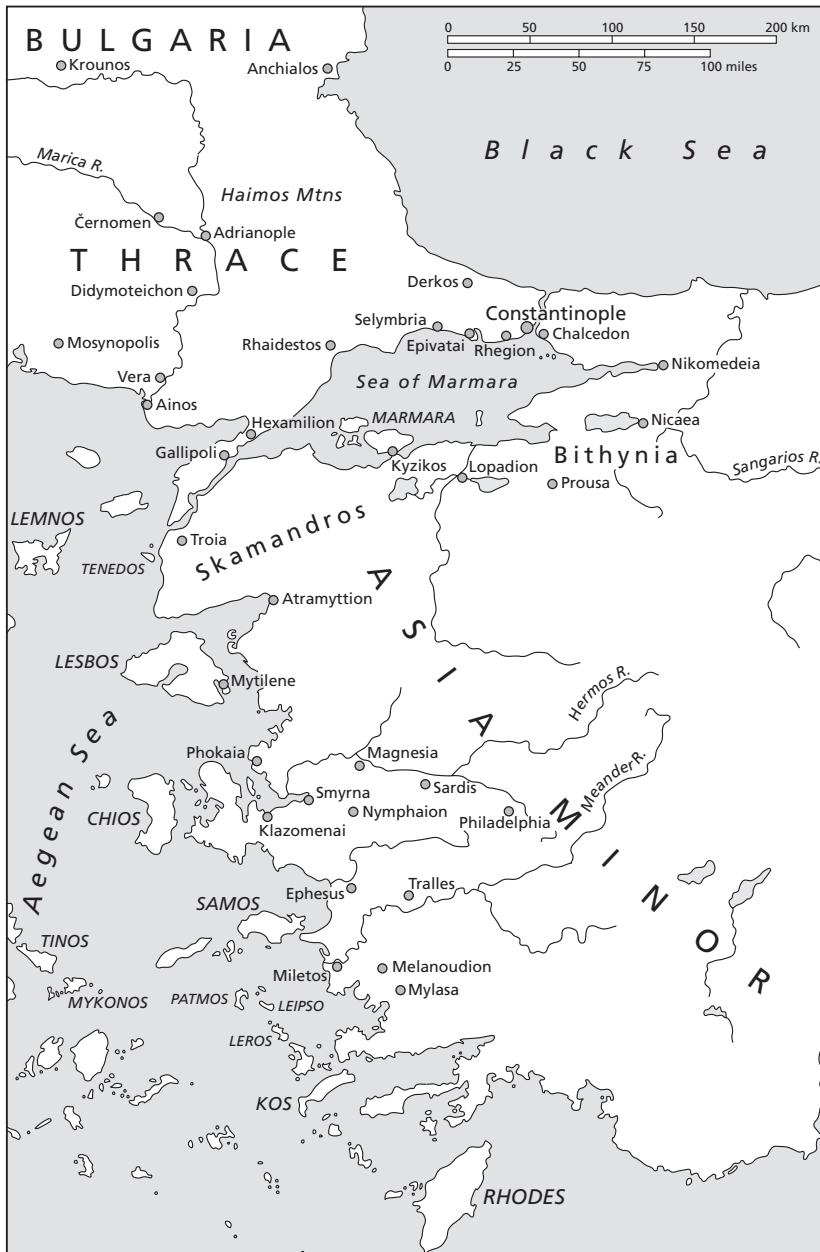 BULGARIA
0 50 100 150 200 km
0 25 50 75 100 miles
Krounos
Anchialos
Black Sea
Marica R.
Haimos Mtns
Černomen
Adrianople
THRACE
Didymoteichon
Derkos
Constantinople
Selymbria
Chalcedon
Epivatai
Rhegion
Mosynopolis
Rhaidestos
Nikomedeia
Vera
Sea of Marmara
Ainos
MARMARA
Hexamilion
Nicaea
Gallipoli
Kyzikos
Lopadion
Bithynia
Sangarios R.
Prousa
LEMNOS
Skamandros
Troia
TENEDOS
ASIA MINOR
Atramyttion
LESBOS
Mytilene
Hermos R.
Aegean Sea
Phokaia
Magnesia
Meander R.
Sardis
Smyrna
CHIOS
Nymphaion
Philadelphia
Klazomenai
Ephesus
Tralles
SAMOS
TINOS
Miletos
Melanoudion
MYKONOS
PATMOS
LEIPSO
Mylasa
LEROS
KOS
RHODES